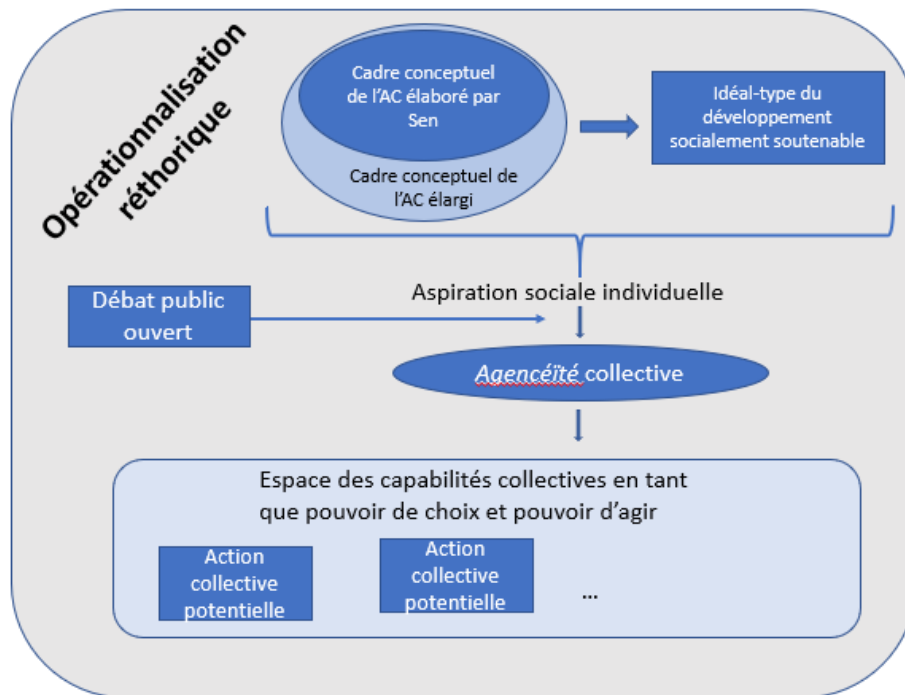 Opérationnalisation
réthorique
Cadre conceptuel
de l'AC élaboré par
Sen
Cadre conceptuel de
l'AC élargi
Idéal-type du
développement
socialement soutenable
Aspiration sociale individuelle
Débat public
ouvert
Agencéïté collective
Espace des capabilités collectives en tant
que pouvoir de choix et pouvoir d'agir
Action
collective
potentielle
Action
collective
potentielle
...